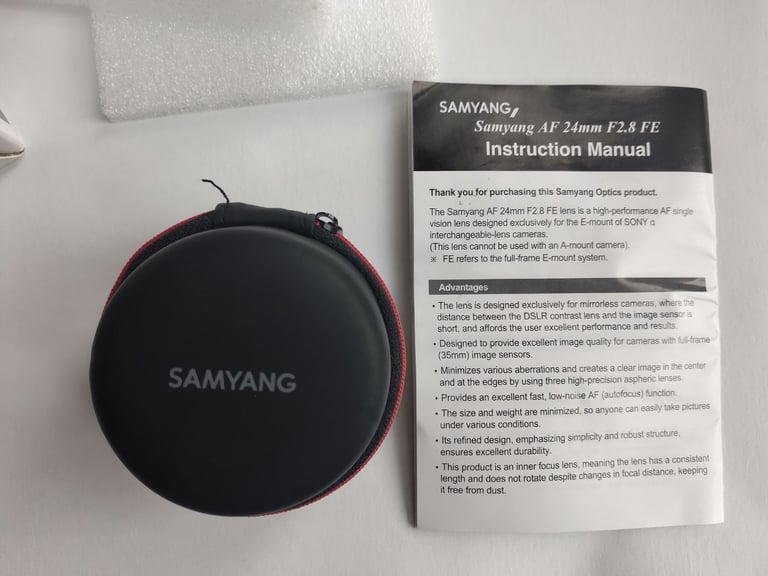 SAMYANG
SAMYANG
Samyang AF 24mm F2.8 FE
Instruction Manual
Thank you for purchasing this Samyang Optics product.
The Samyang AF 24mm F2.8 FE lens is a high-performance AF single
vision lens designed exclusively for the E-mount of SONY α
interchangeable-lens cameras.
(This lens cannot be used with an A-mount camera).
※ FE refers to the full-frame E-mount system.
Advantages
• The lens is designed exclusively for mirrorless cameras, where the
distance between the DSLR contrast lens and the image sensor is
short, and affords the user excellent performance and results.
• Designed to provide excellent image quality for cameras with full-frame
(35mm) image sensors.
• Minimizes various aberrations and creates a clear image in the center
and at the edges by using three high-precision aspheric lenses.
• Provides an excellent fast, low-noise AF (autofocus) function.
• The size and weight are minimized, so anyone can easily take pictures
under various conditions.
• Its refined design, emphasizing simplicity and robust structure,
ensures excellent durability.
• This product is an inner focus lens, meaning the lens has a consistent
length and does not rotate despite changes in focal distance, keeping
it free from dust.